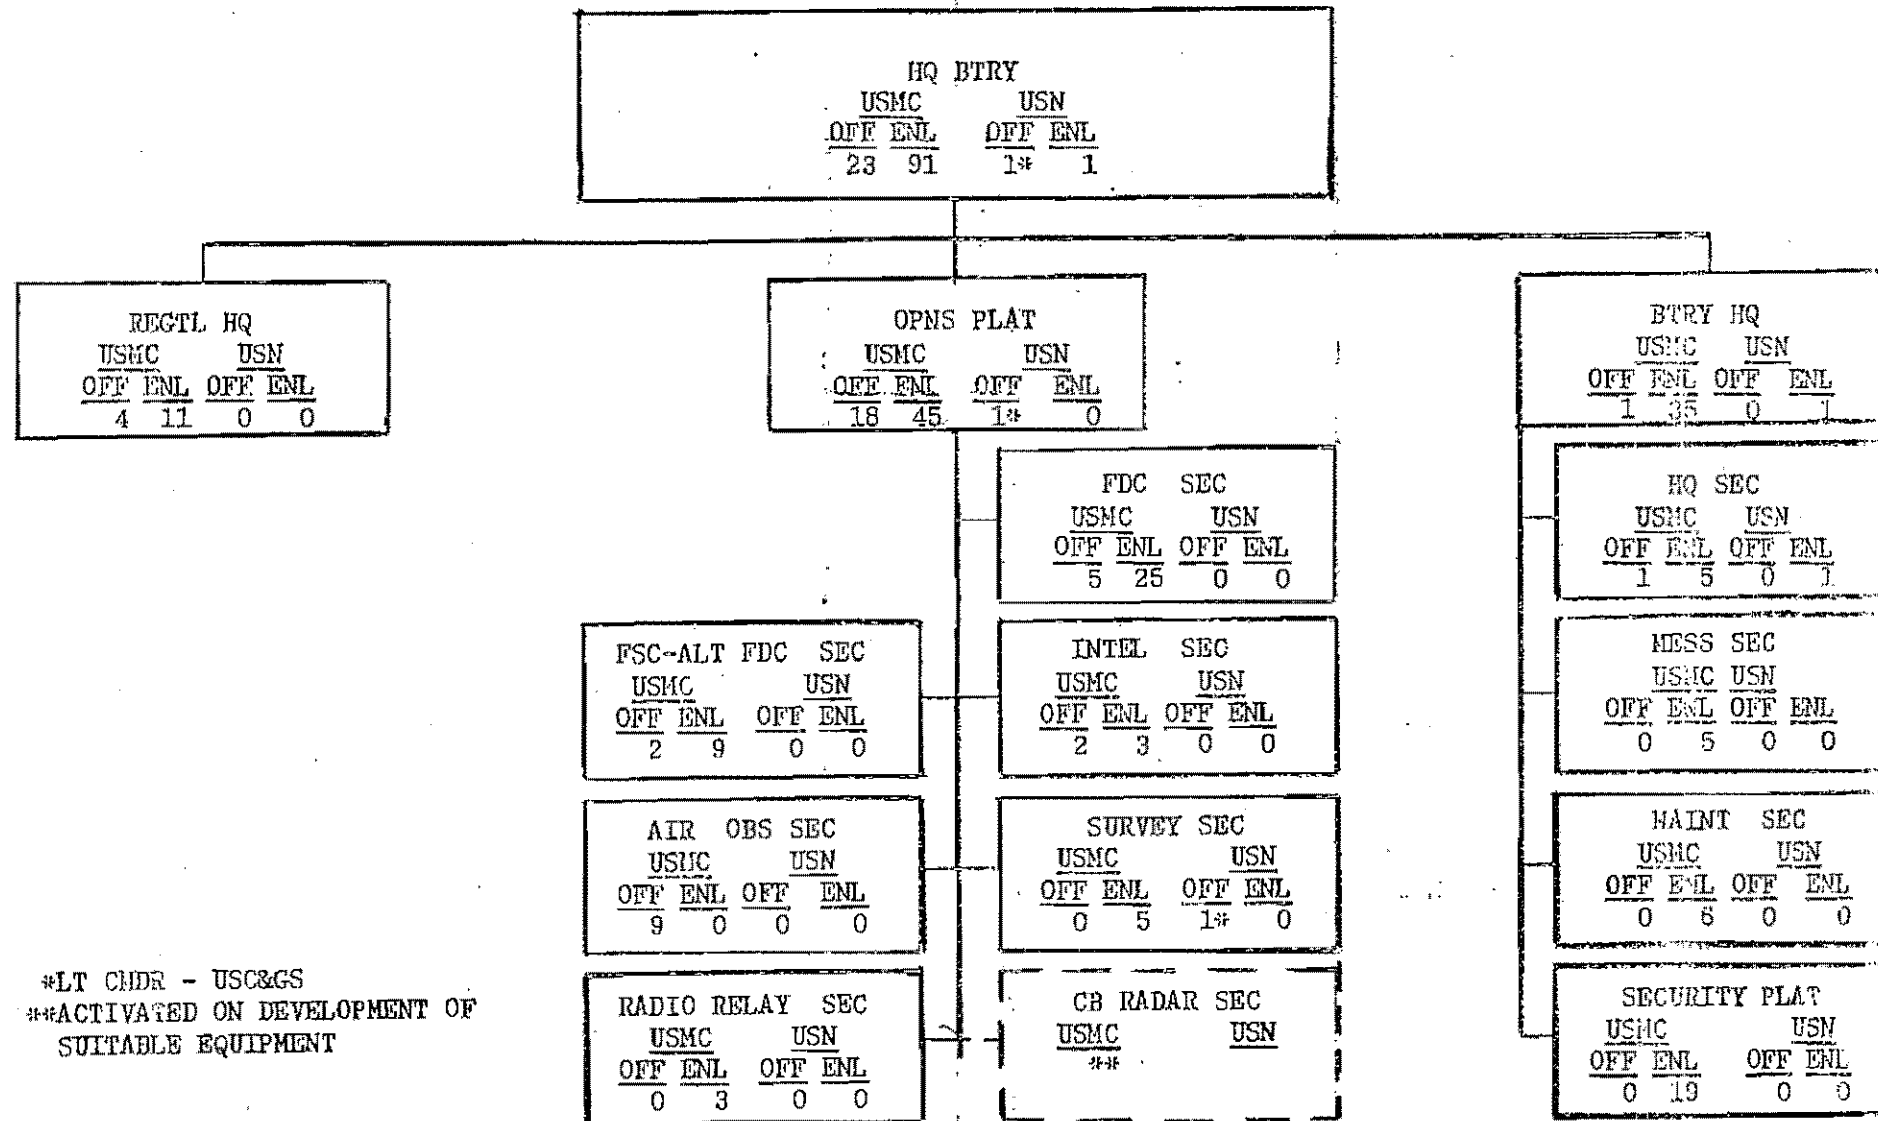 HQ BTRY
USMC USN
OFF ENL OFF ENL
23 91 1* 1
REGTL HQ
USMC USN
OFF ENL OFF ENL
4 11 0 0
OPNS PLAT
USMC USN
OFF ENL OFF ENL
18 45 1* 0
BTRY HQ
USMC USN
OFF ENL OFF ENL
1 35 0 1
FDC SEC
USMC USN
OFF ENL OFF ENL
5 25 0 0
HQ SEC
USMC USN
OFF ENL OFF ENL
1 5 0 1
FSC-ALT FDC SEC
USMC USN
OFF ENL OFF ENL
2 9 0 0
INTEL SEC
USMC USN
OFF ENL OFF ENL
2 3 0 0
MESS SEC
USMC USN
OFF ENL OFF ENL
0 5 0 0
AIR OBS SEC
USMC USN
OFF ENL OFF ENL
9 0 0 0
SURVEY SEC
USMC USN
OFF ENL OFF ENL
0 5 1* 0
MAINT SEC
USMC USN
OFF ENL OFF ENL
0 6 0 0
RADIO RELAY SEC
USMC USN
OFF ENL OFF ENL
0 3 0 0
CB RADAR SEC
USMC USN
**
SECURITY PLAT
USMC USN
OFF ENL OFF ENL
0 19 0 0
*LT CMDR - USC&GS
**ACTIVATED ON DEVELOPMENT OF
SUITABLE EQUIPMENT